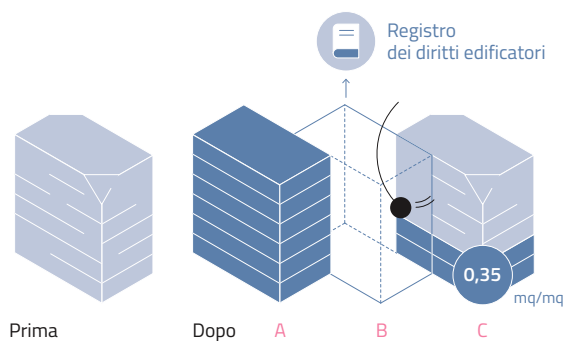 Registro
dei diritti edificatori
0,35
mq/mq
Prima
Dopo
A
B
C